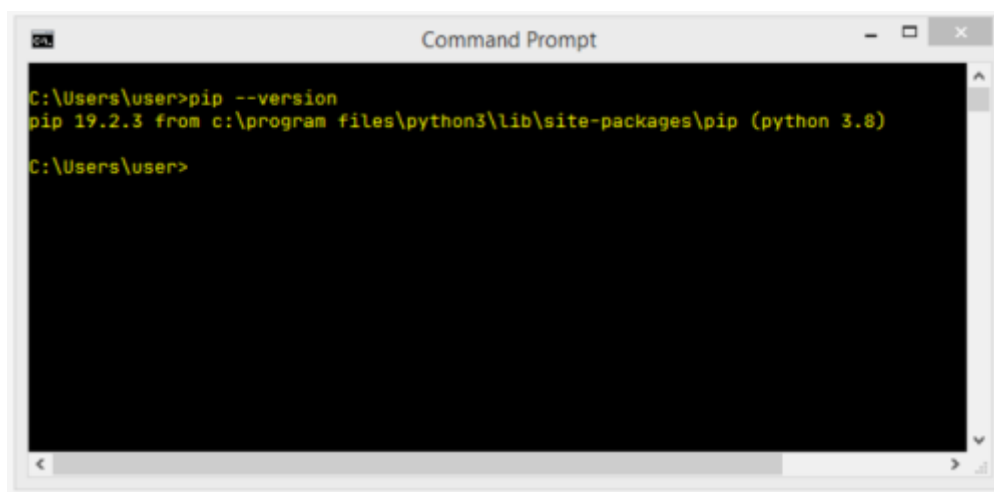 Command Prompt
C:\Users\user>pip --version
pip 19.2.3 from c:\program files\python3\lib\site-packages\pip (python 3.8)
C:\Users\user>